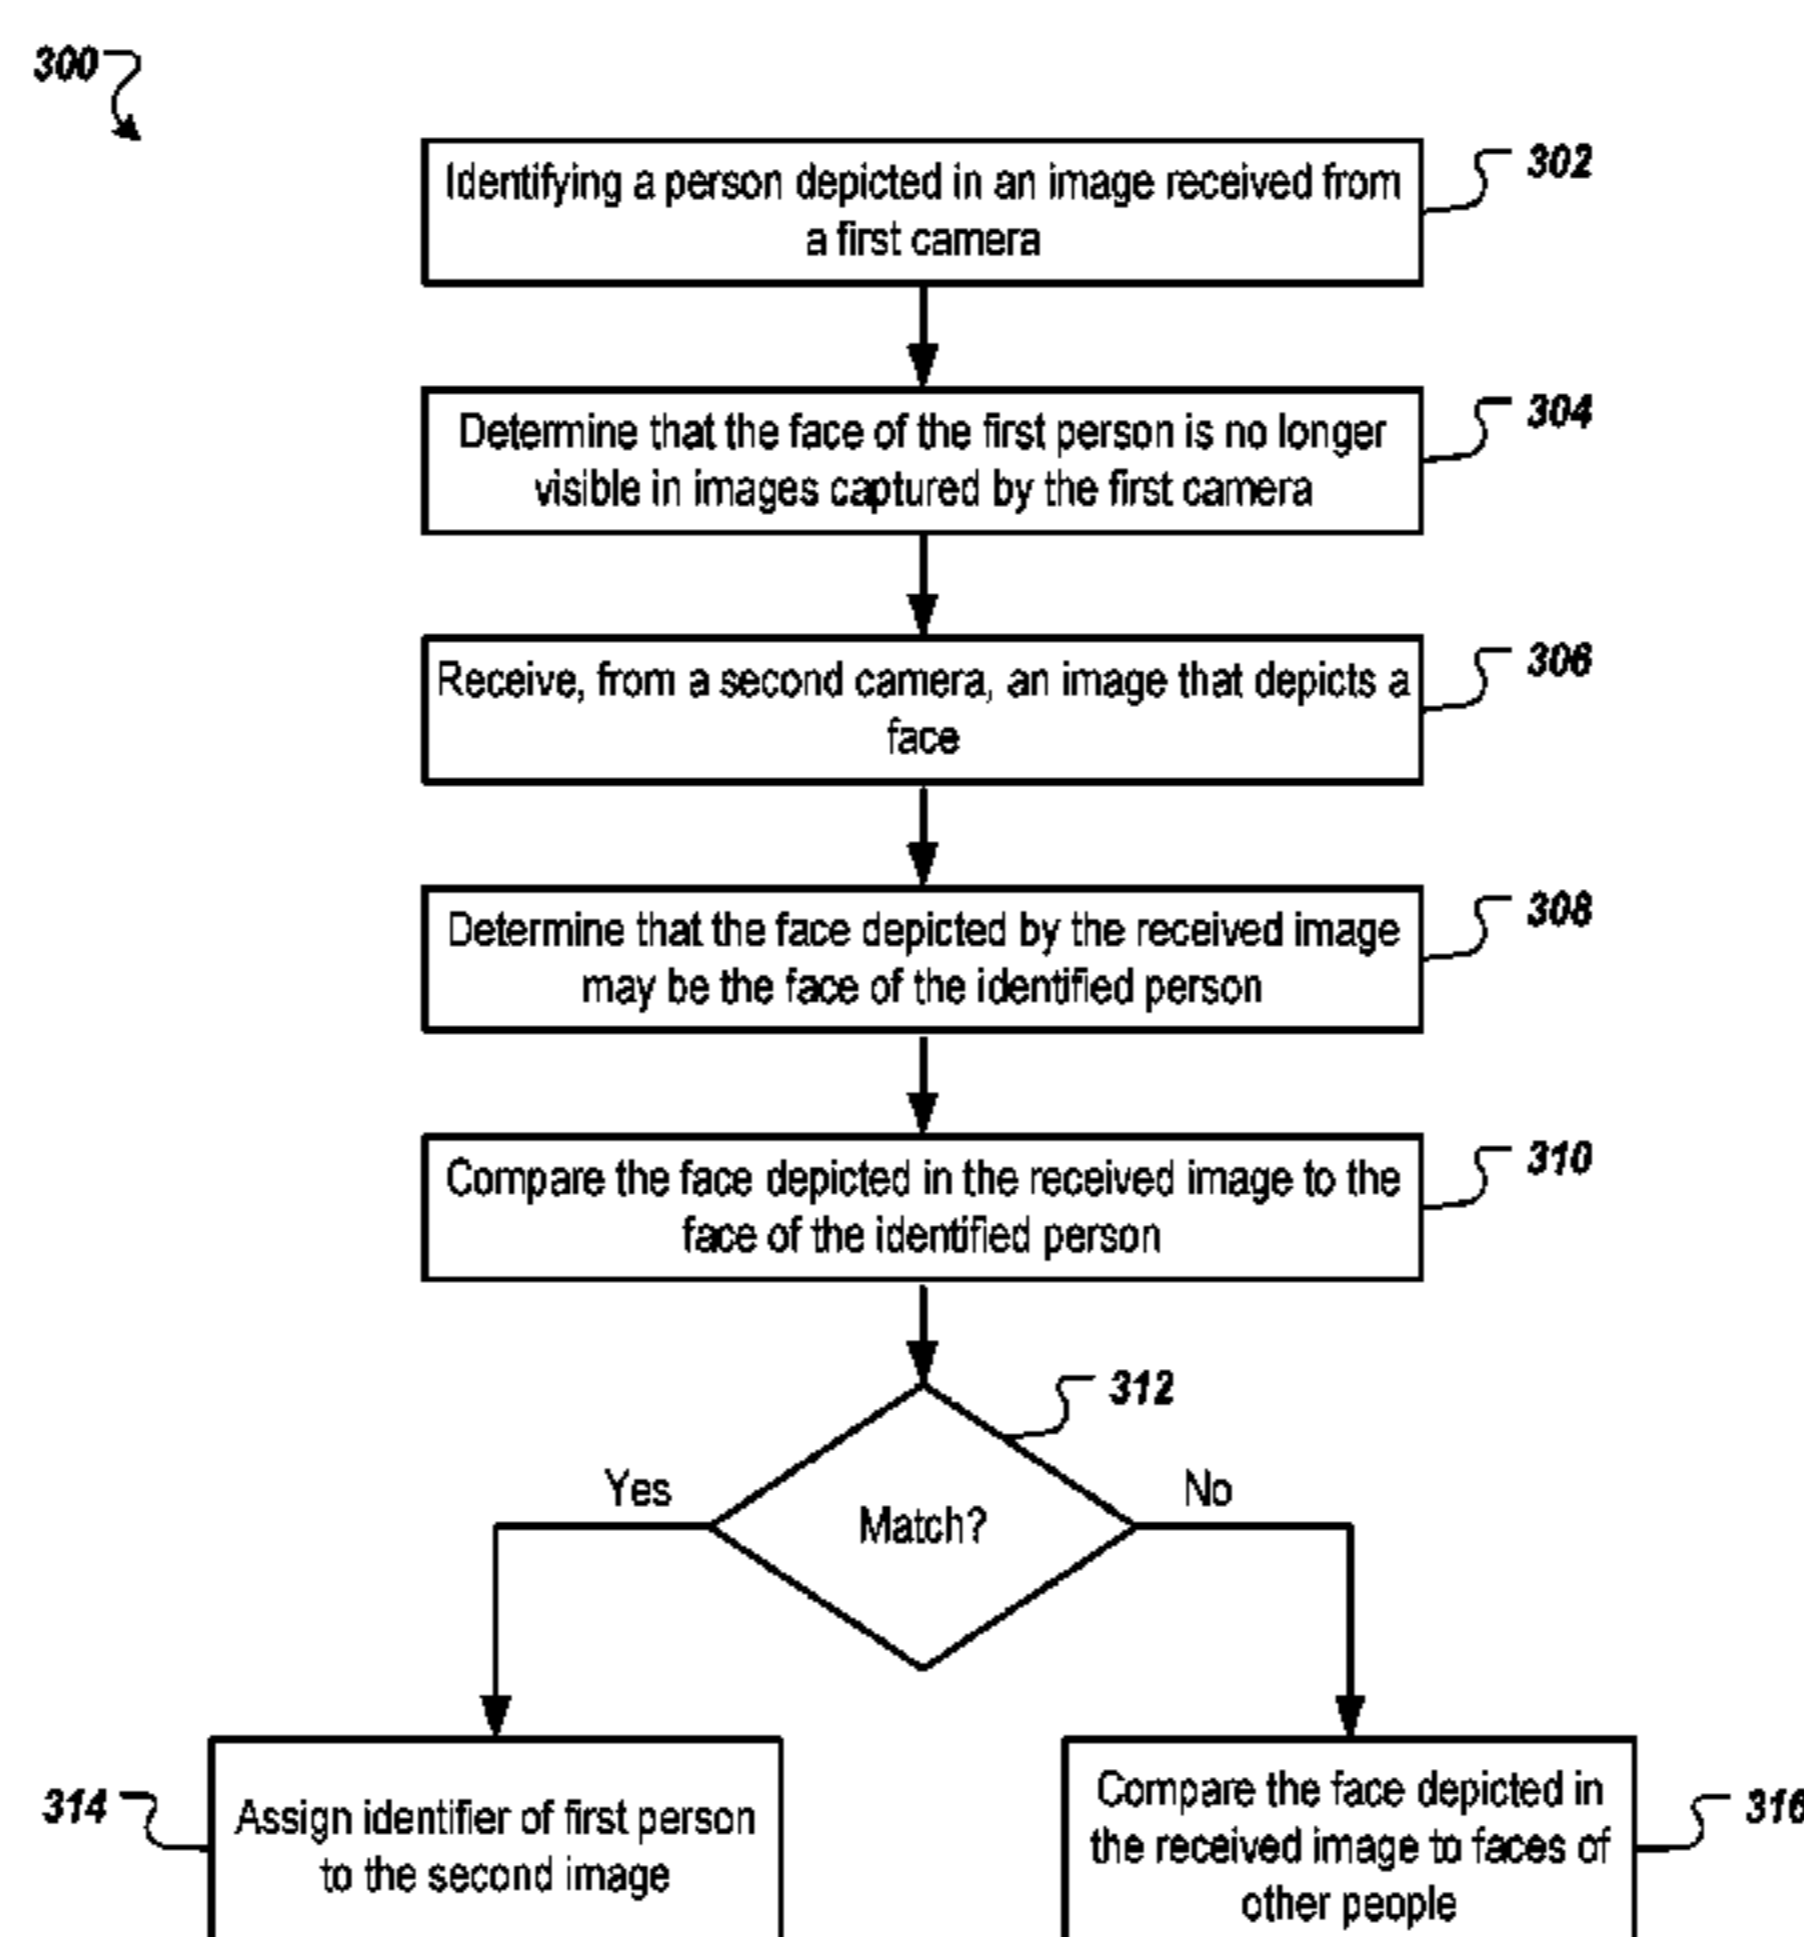 300
Identifying a person depicted in an image received from
a first camera
302
Determine that the face of the first person is no longer
visible in images captured by the first camera
304
Receive, from a second camera, an image that depicts a
face
306
Determine that the face depicted by the received image
may be the face of the identified person
308
Compare the face depicted in the received image to the
face of the identified person
310
312
Yes
Match?
No
314
Assign identifier of first person
to the second image
Compare the face depicted in
the received image to faces of
other people
316